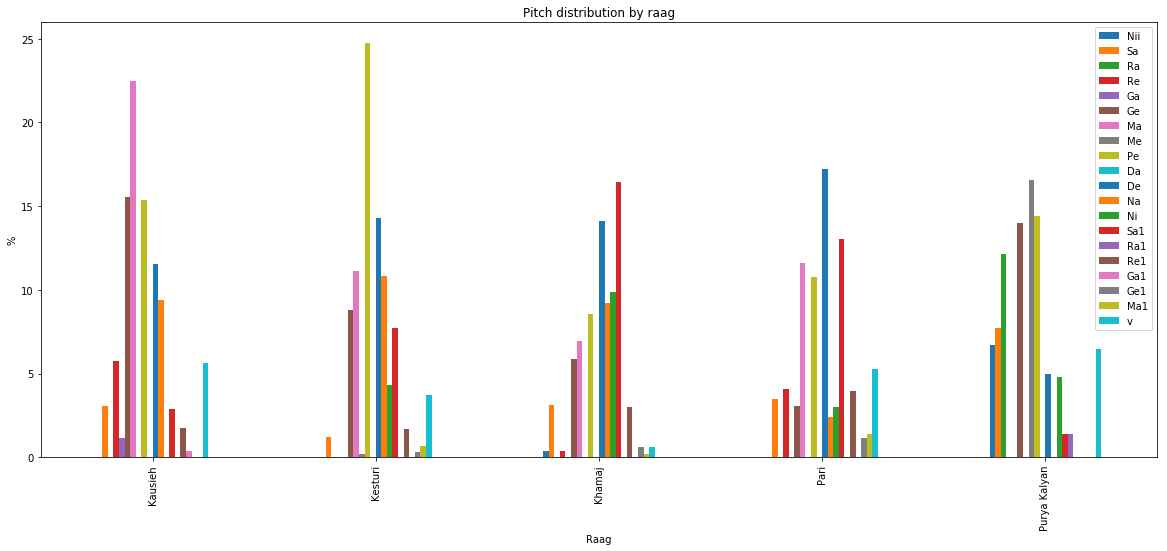 Pitch distribution by raag
25
20
15
10
5
0
%
Nii
Sa
Ra
Re
Ga
Ge
Ma
Me
Pe
Da
De
Na
Ni
Sa1
Ra1
Re1
Ga1
Ge1
Ma1
v
Kausieh
Kesturi
Khamaj
Pari
Purya Kalyan
Raag